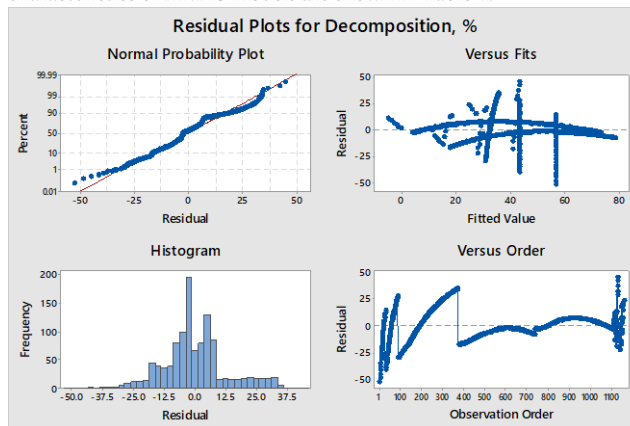 Residual Plots for Decomposition, %
Normal Probability Plot
99.99
99
90
50
10
1
0.01
Percent
-50 -25 0 25 50
Residual
Versus Fits
50
25
0
-25
-50
Residual
0 20 40 60 80
Fitted Value
Histogram
200
150
100
50
0
Frequency
-50.0 -37.5 -25.0 -12.5 0.0 12.5 25.0 37.5
Residual
Versus Order
50
25
0
-25
-50
Residual
1 100 200 300 400 500 600 700 800 900 1000 1100
Observation Order